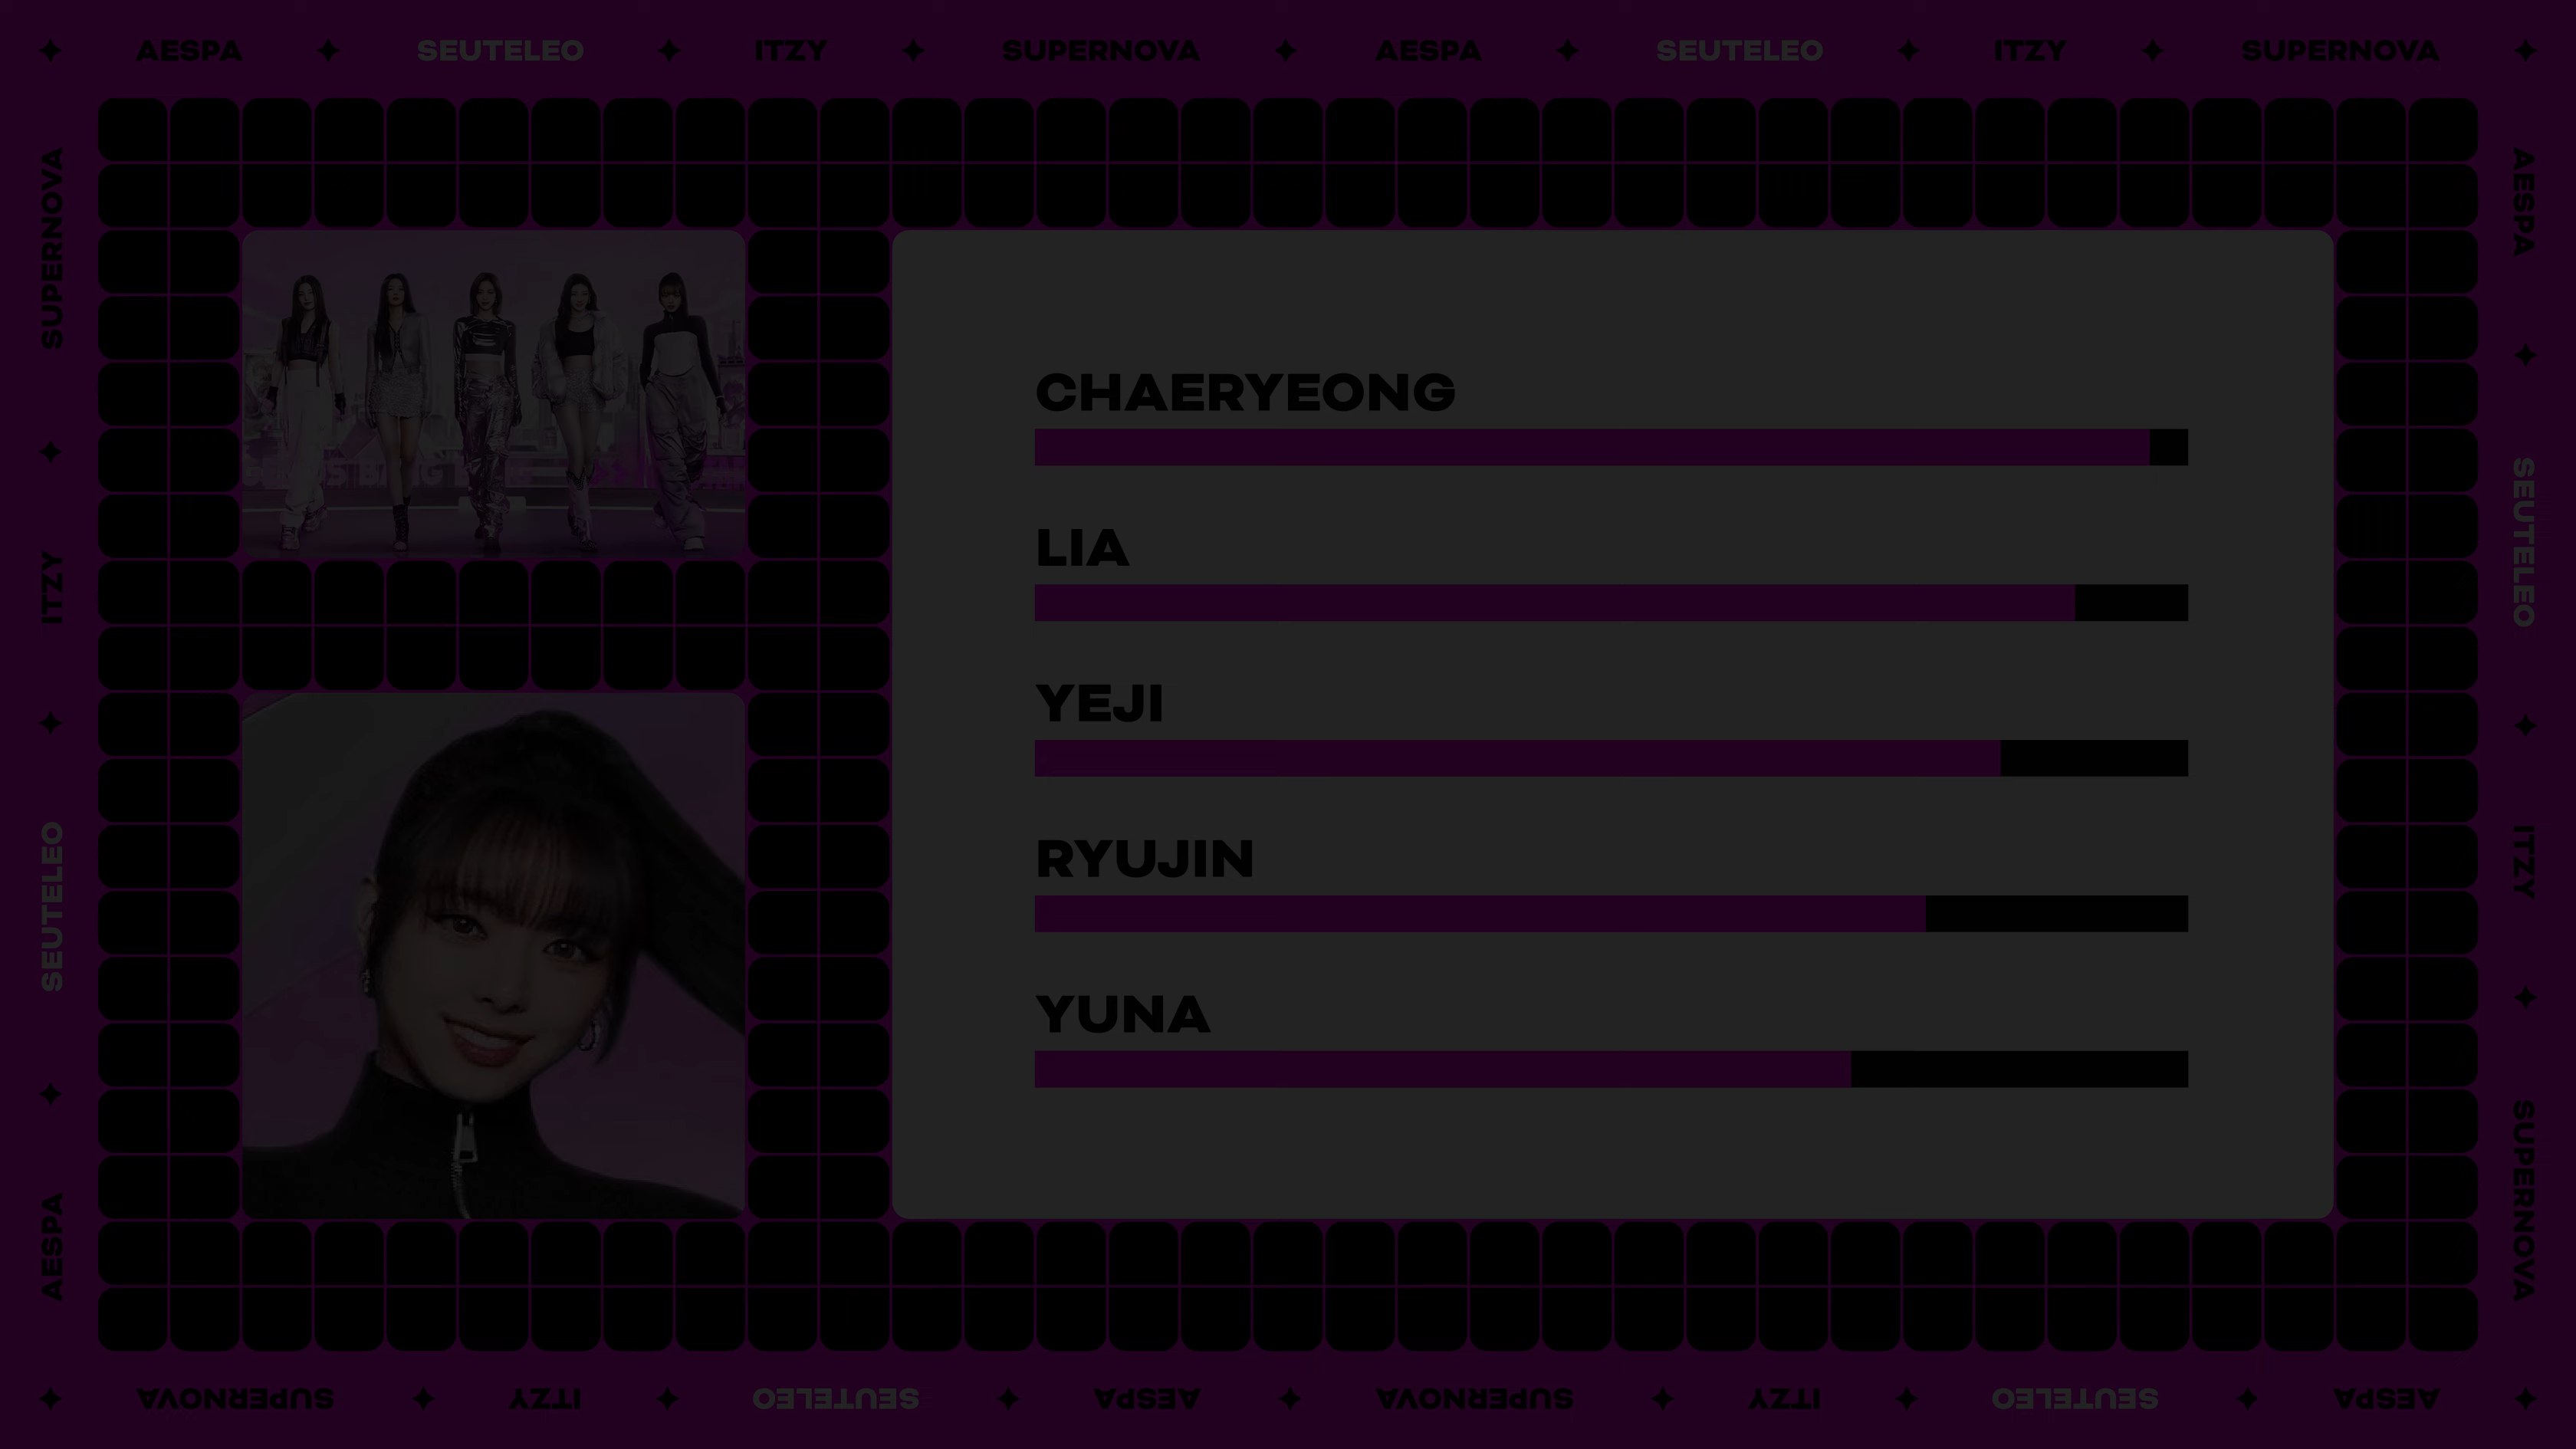 AESPA SEUTELEO ITZY SUPERNOVA AESPA SEUTELEO ITZY SUPERNOVA
CHAERYEONG
LIA
YEJI
RYUJIN
YUNA
AESPA SEUTELEO ITZY SUPERNOVA
AESPA SEUTELEO ITZY SUPERNOVA
AESPA SEUTELEO ITZY SUPERNOVA AESPA SEUTELEO ITZY SUPERNOVA